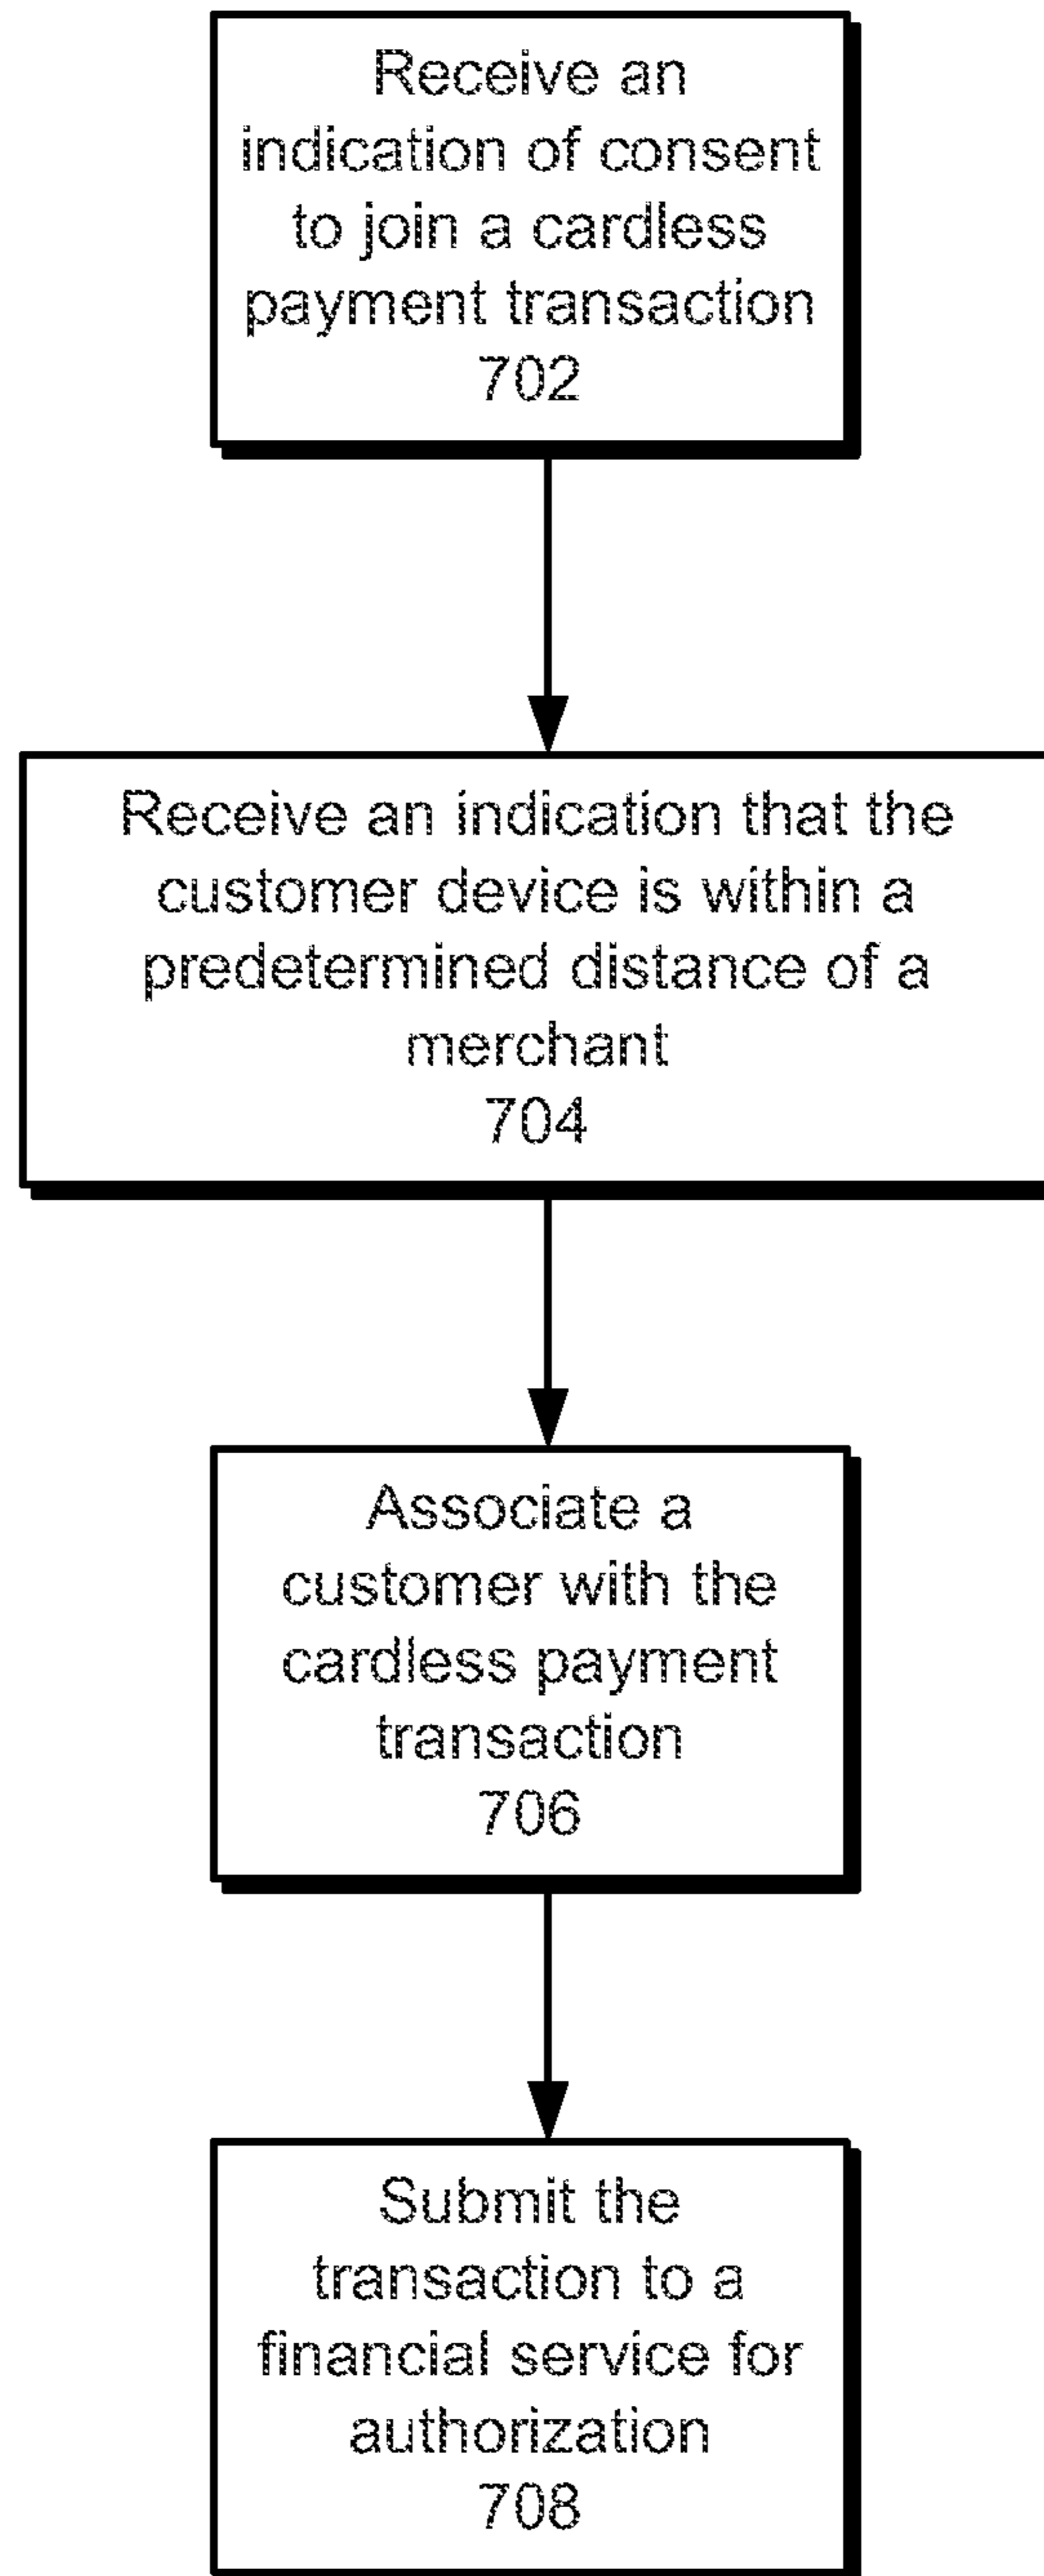 Receive an
indication of consent
to join a cardless
payment transaction
702
Receive an indication that the
customer device is within a
predetermined distance of a
merchant
704
Associate a
customer with the
cardless payment
transaction
706
Submit the
transaction to a
financial service for
authorization
708